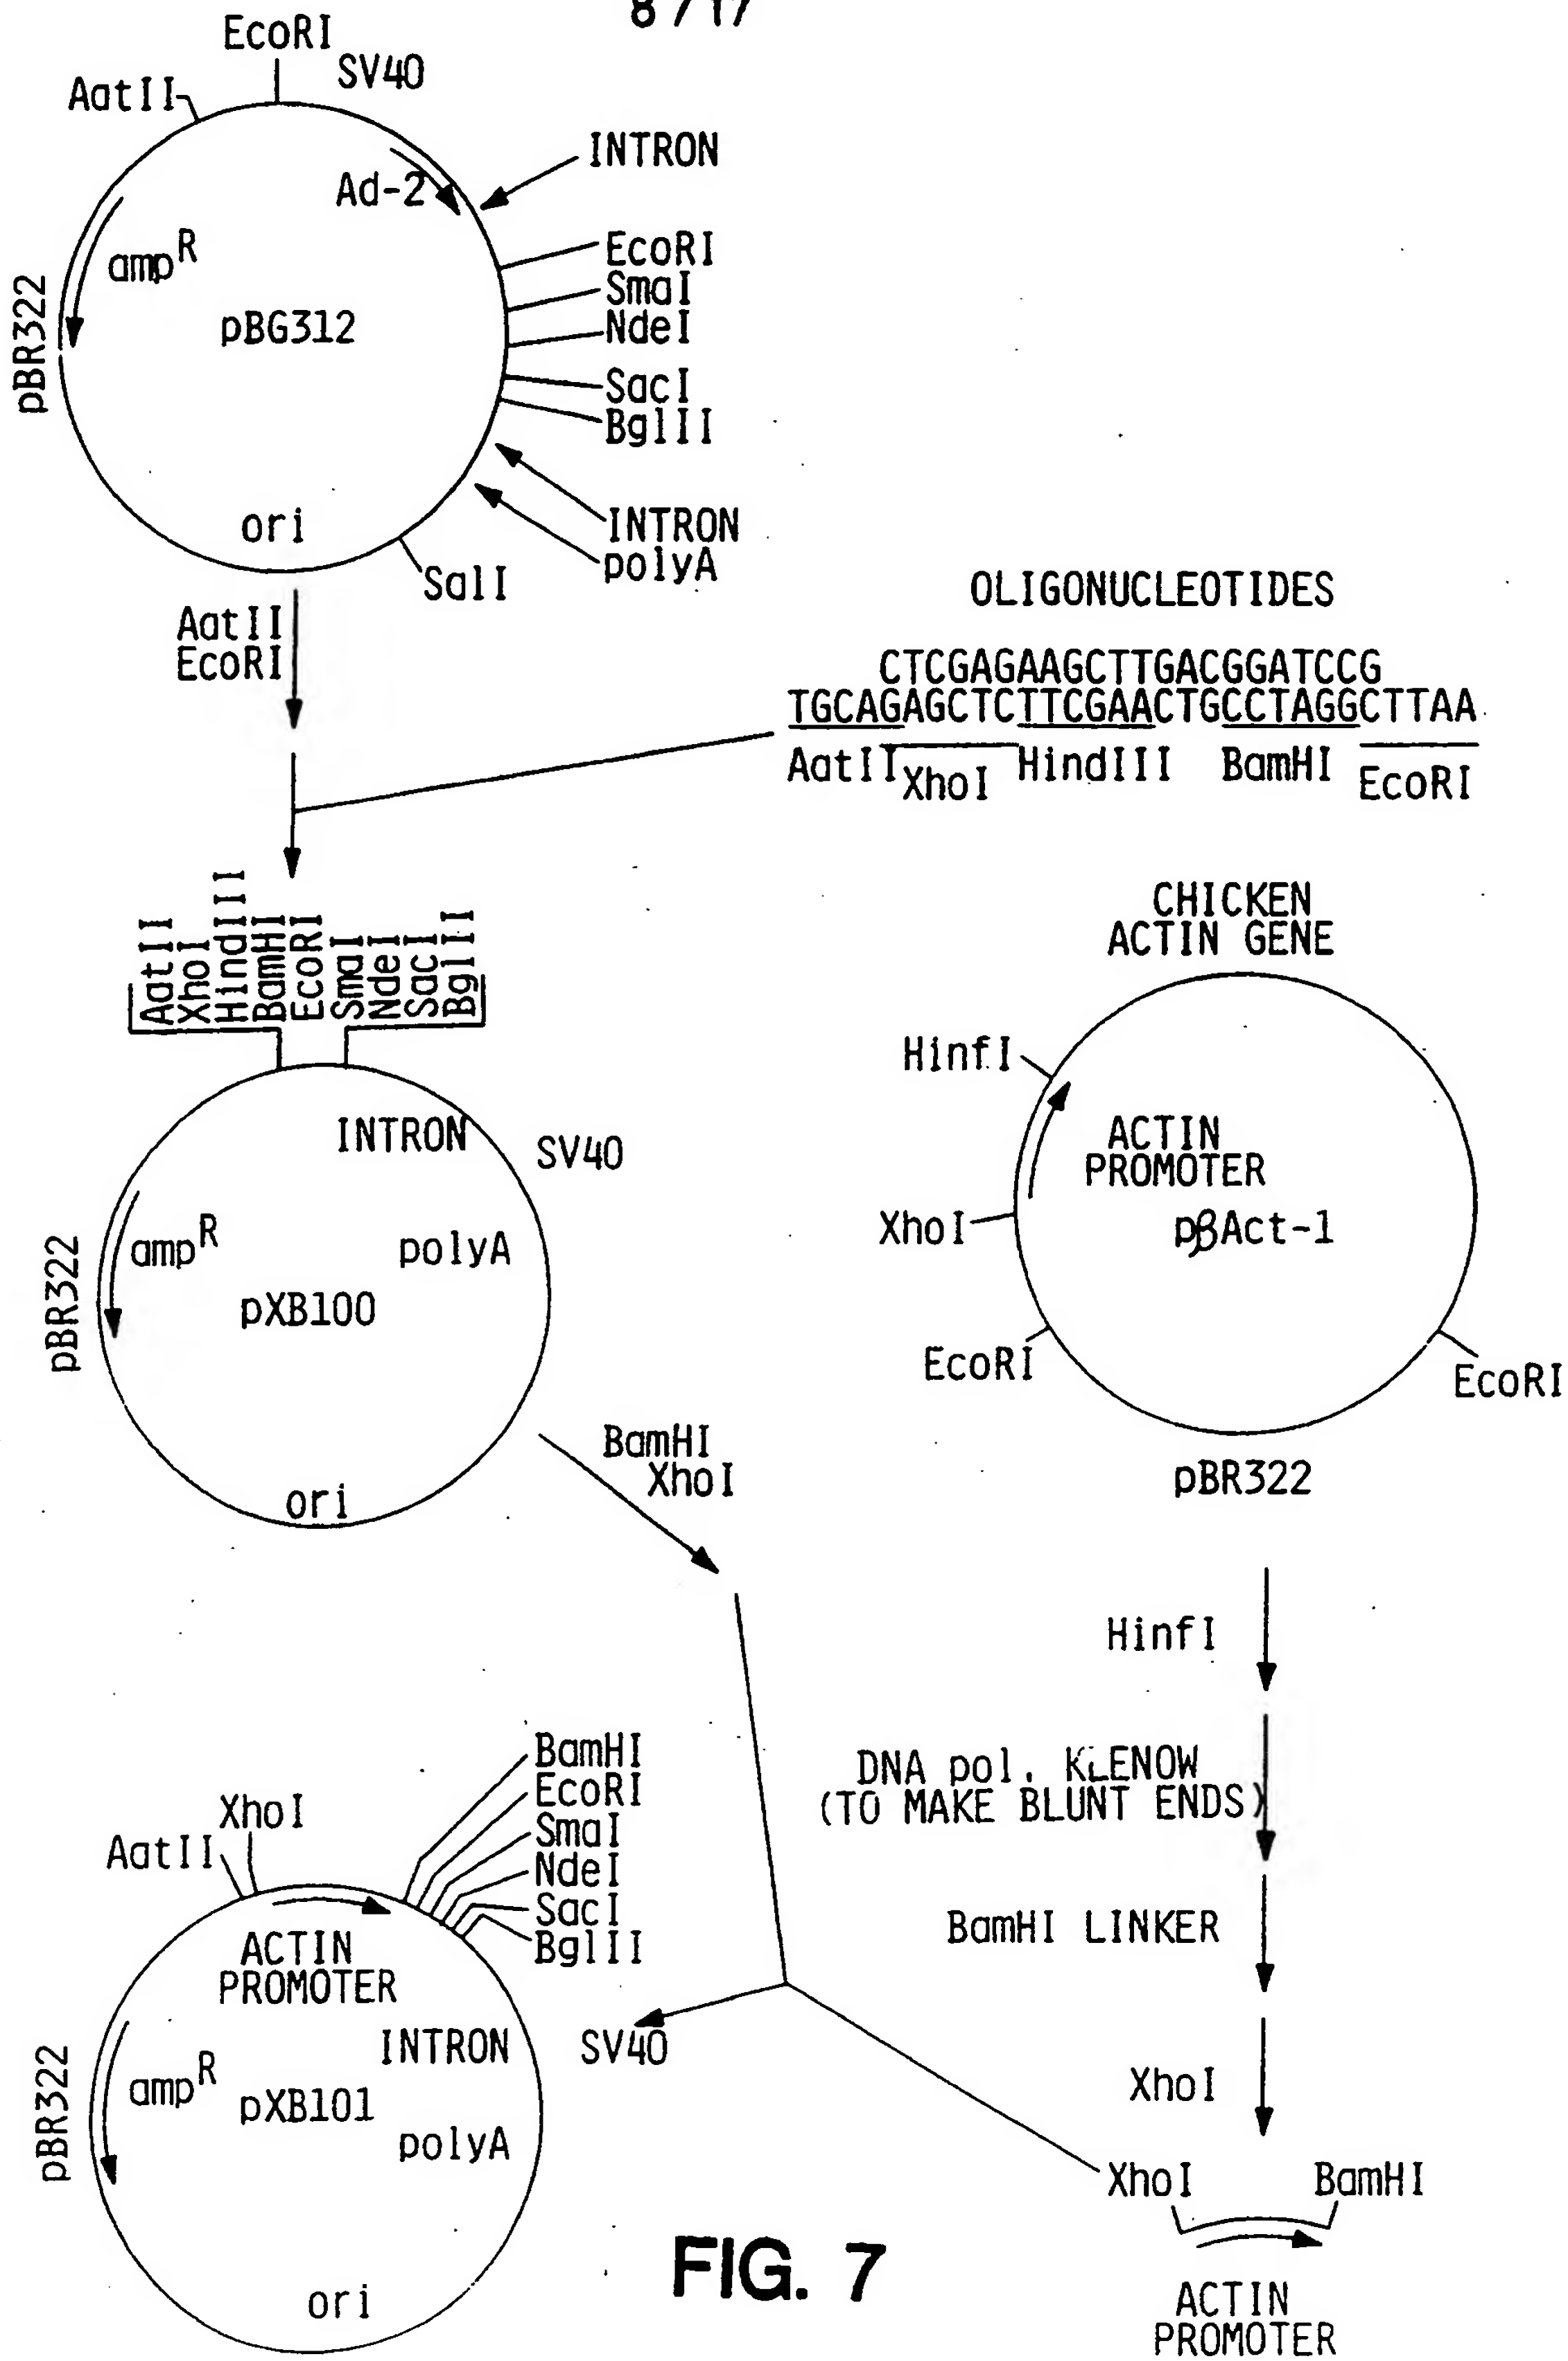 8 / 17
EcoRI
SV40
AatII
INTRON
Ad-2
ampR
pBR322
pBG312
EcoRI
SmaI
NdeI
SacI
BglII
INTRON
polyA
ori
SalI
AatII
EcoRI
OLIGONUCLEOTIDES
CTCGAGAAGCTTGACGGATCCG
TGCAGAGCTCTTCGAACTGCCTAGGCTTAA
AatII XhoI HindIII BamHI EcoRI
AatII
XhoI
HindIII
BamHI
EcoRI
SmaI
NdeI
SacI
BglII
INTRON
SV40
ampR
polyA
pBR322
pXB100
ori
BamHI
XhoI
CHICKEN
ACTIN GENE
HinfI
ACTIN
PROMOTER
XhoI
pβAct-1
EcoRI
EcoRI
pBR322
HinfI
DNA pol. KLENOW
(TO MAKE BLUNT ENDS)
BamHI LINKER
XhoI
XhoI
BamHI
ACTIN
PROMOTER
BamHI
EcoRI
SmaI
NdeI
SacI
BglII
XhoI
AatII
ACTIN
PROMOTER
INTRON
SV40
ampR
pXB101
polyA
pBR322
ori
FIG. 7